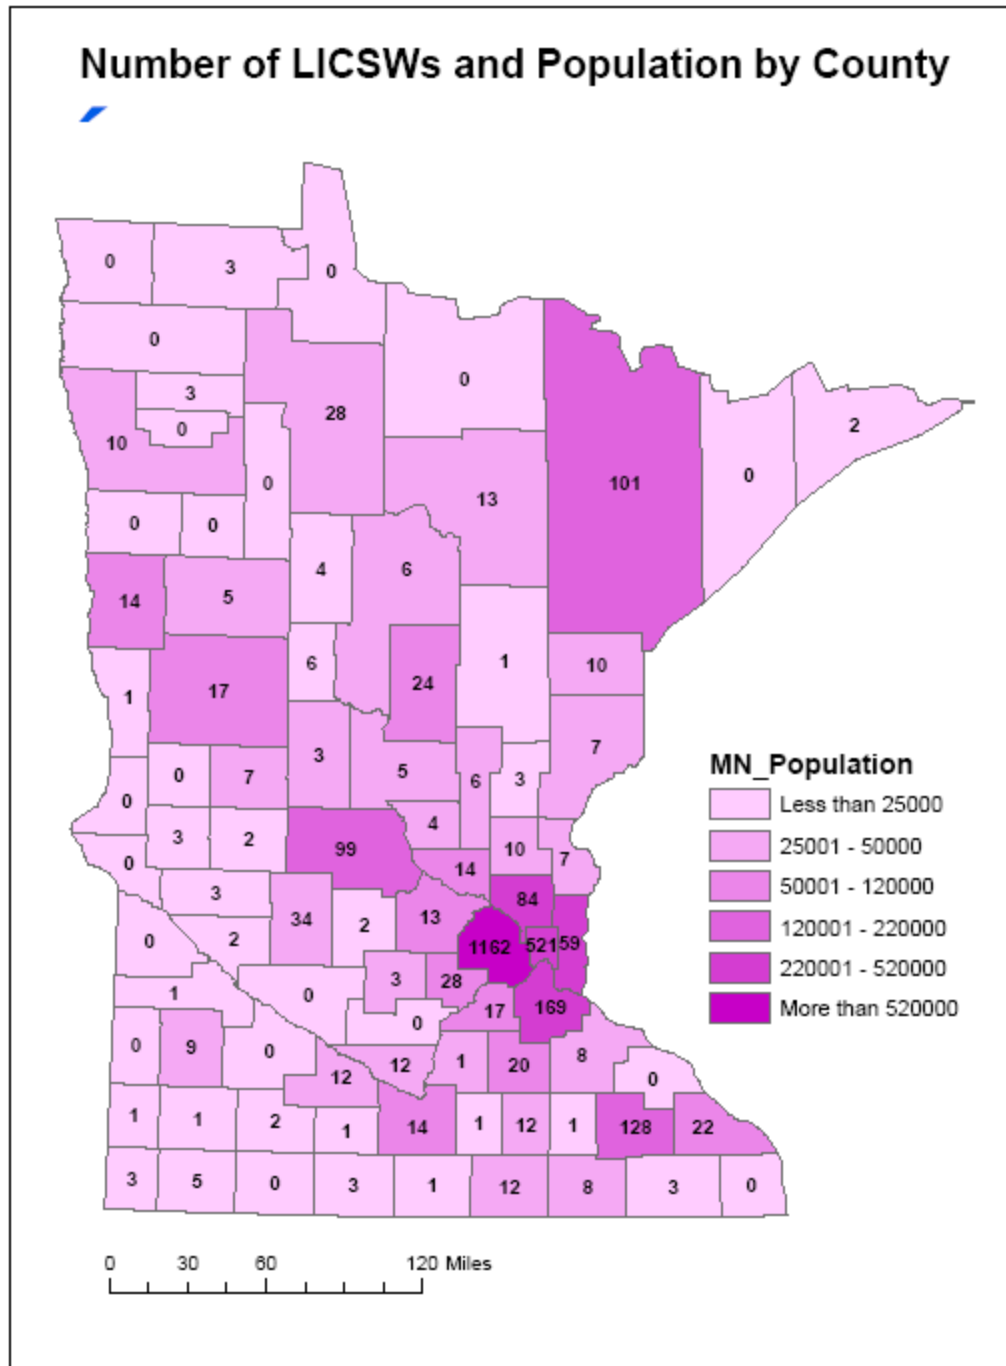 Number of LICSWs and Population by County
0 3 0
0
3 28 0
10 0 2
0 13 101 0
0 0
4 6
14 5
6 1 10
1 17 24
3 5 7
0 0 7 6 3
3 2 99 4 10 7
0 3 14
34 2 13 84
0 2 1162 521 59
1 0 3 28 17 169
0
0 9 0 12 12 1 20 8
0
1 1 2 1 14 1 12 1 128 22
3 5 0 3 1 12 8 3 0
MN_Population
Less than 25000
25001 - 50000
50001 - 120000
120001 - 220000
220001 - 520000
More than 520000
0 30 60 120 Miles